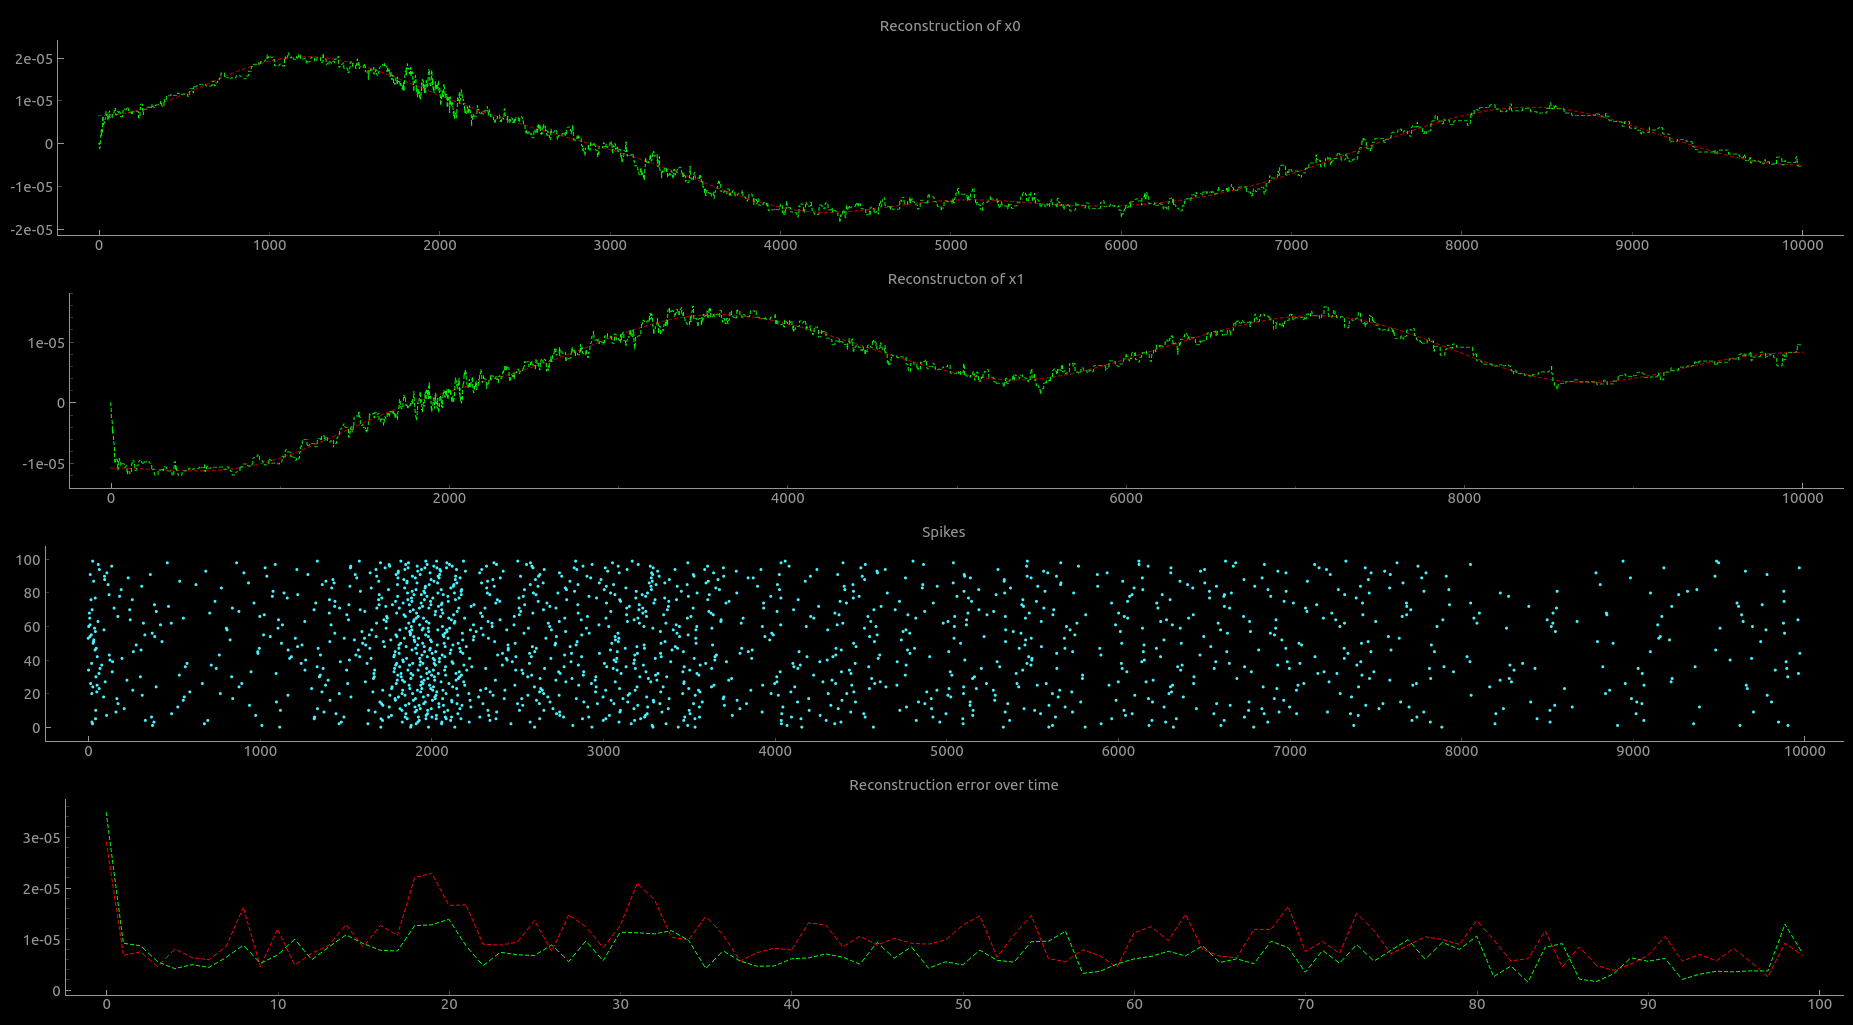 Reconstruction of x0
2e-05
1e-05
0
-1e-05
-2e-05
0 1000 2000 3000 4000 5000 6000 7000 8000 9000 10000
Reconstructon of x1
1e-05
0
-1e-05
0 2000 4000 6000 8000 10000
Spikes
100
80
60
40
20
0
0 1000 2000 3000 4000 5000 6000 7000 8000 9000 10000
Reconstruction error over time
3e-05
2e-05
1e-05
0
0 10 20 30 40 50 60 70 80 90 100